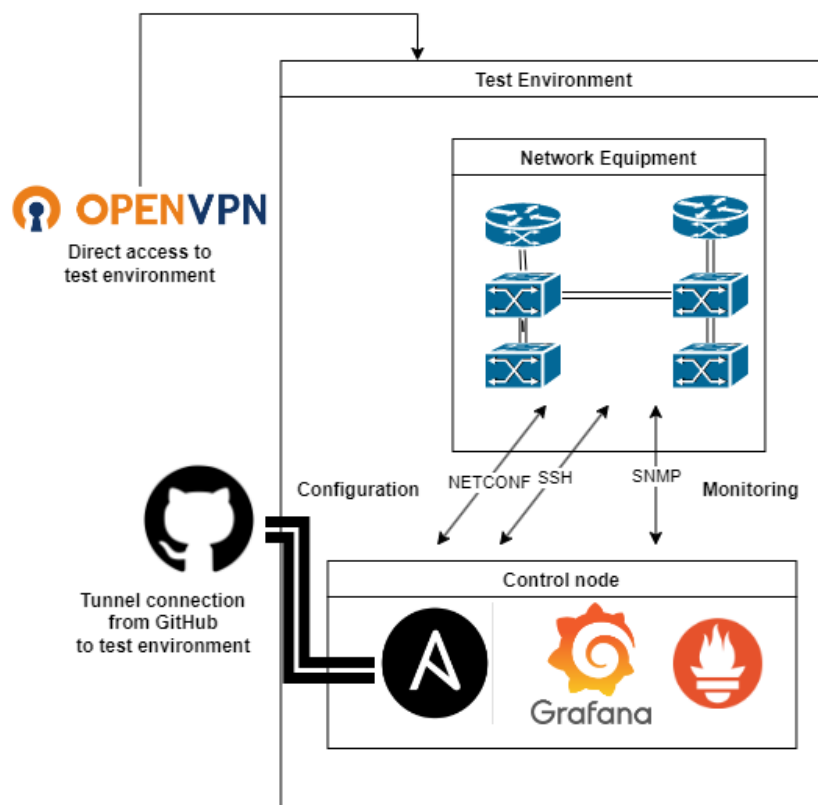 Test Environment
Network Equipment
OPENVPN
Direct access to
test environment
Configuration
NETCONF
SSH
SNMP
Monitoring
Control node
Tunnel connection
from GitHub
to test environment
Grafana